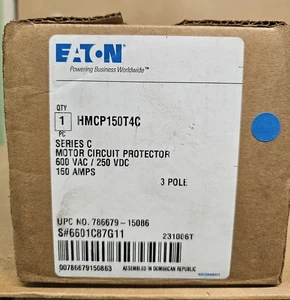 EATON
Powering Business Worldwide™
QTY
1 HMCP150T4C
PC
SERIES C
MOTOR CIRCUIT PROTECTOR
600 VAC / 250 VDC
150 AMPS
3 POLE
UPC NO. 786679-15086
S#6601C87G11
231006T
00786679150863 ASSEMBLED IN DOMINICAN REPUBLIC